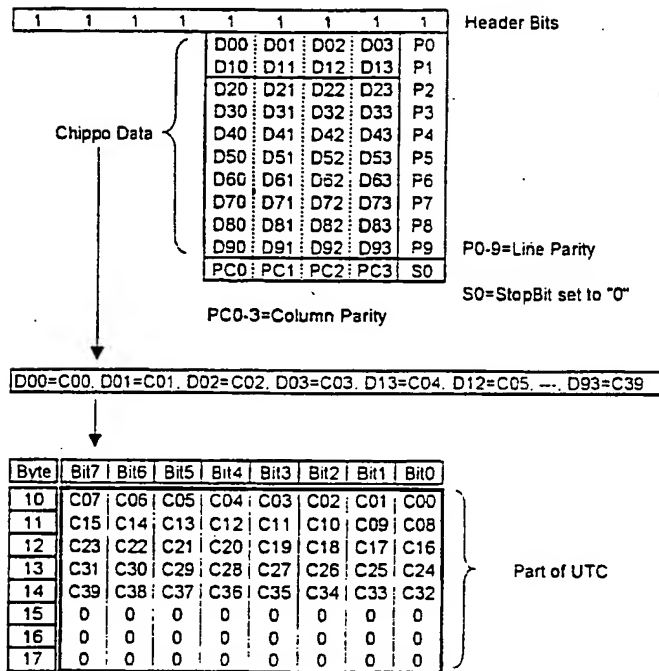 1 1 1 1 1 1 1 1 1 Header Bits
D00 D01 D02 D03 P0
D10 D11 D12 D13 P1
D20 D21 D22 D23 P2
D30 D31 D32 D33 P3
Chippo Data D40 D41 D42 D43 P4
D50 D51 D52 D53 P5
D60 D61 D62 D63 P6
D70 D71 D72 D73 P7
D80 D81 D82 D83 P8
D90 D91 D92 D93 P9 P0-9=Line Parity
PC0 PC1 PC2 PC3 S0
S0=StopBit set to "0"
PC0-3=Column Parity
D00=C00, D01=C01, D02=C02, D03=C03, D13=C04, D12=C05, ---, D93=C39
Byte Bit7 Bit6 Bit5 Bit4 Bit3 Bit2 Bit1 Bit0
10 C07 C06 C05 C04 C03 C02 C01 C00
11 C15 C14 C13 C12 C11 C10 C09 C08
12 C23 C22 C21 C20 C19 C18 C17 C16
13 C31 C30 C29 C28 C27 C26 C25 C24 Part of UTC
14 C39 C38 C37 C36 C35 C34 C33 C32
15 0 0 0 0 0 0 0 0
16 0 0 0 0 0 0 0 0
17 0 0 0 0 0 0 0 0